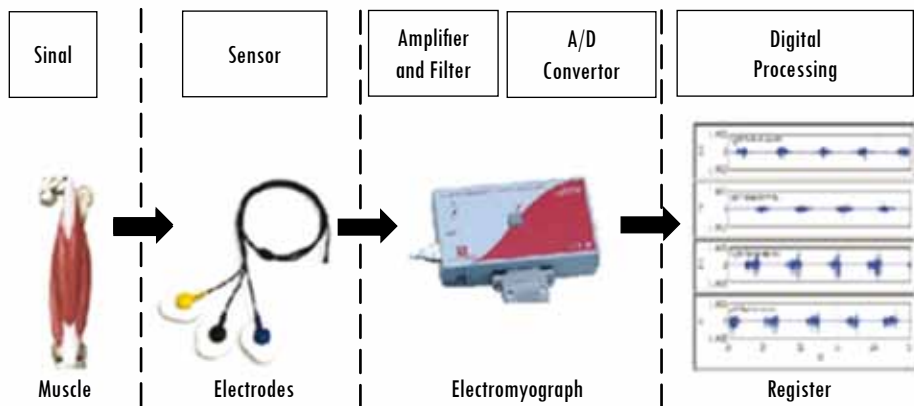 Sinal
Sensor
Amplifier
and Filter
A/D
Convertor
Digital
Processing
Muscle
Electrodes
Electromyograph
Register